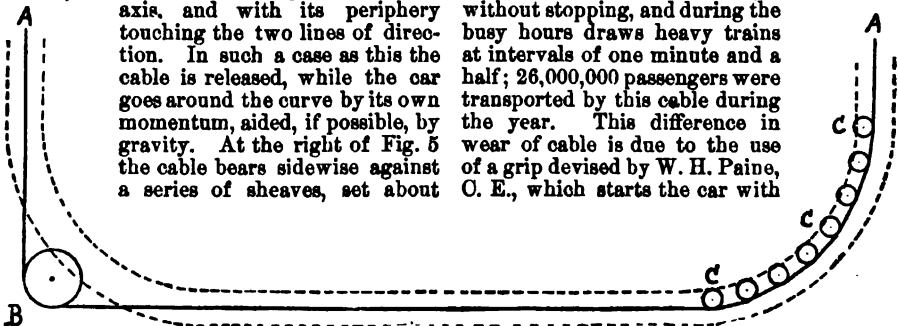 axis, and with its periphery
touching the two lines of direc-
tion. In such a case as this the
cable is released, while the car
goes around the curve by its own
momentum, aided, if possible, by
gravity. At the right of Fig. 5
the cable bears sidewise against
a series of sheaves, set about
without stopping, and during the
busy hours draws heavy trains
at intervals of one minute and a
half; 26,000,000 passengers were
transported by this cable during
the year. This difference in
wear of cable is due to the use
of a grip devised by W. H. Paine,
C. E., which starts the car with
A
A
B
C
C
C